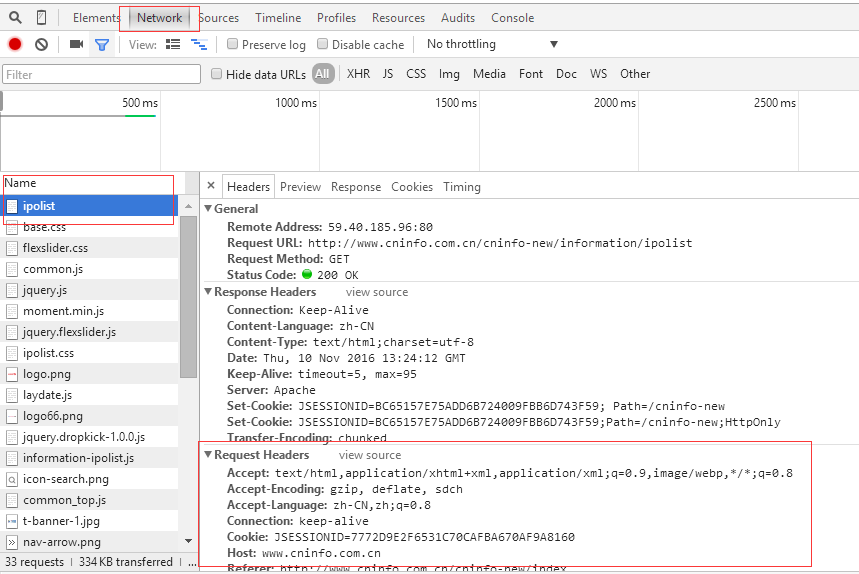 Elements Network Sources Timeline Profiles Resources Audits Console
View: Preserve log Disable cache No throttling
Filter Hide data URLs All XHR JS CSS Img Media Font Doc WS Other
500 ms 1000 ms 1500 ms 2000 ms 2500 ms
Name
ipolist
base.css
flexslider.css
common.js
jquery.js
moment.min.js
jquery.flexslider.js
ipolist.css
logo.png
laydate.js
logo66.png
jquery.dropkick-1.0.0.js
information-ipolist.js
icon-search.png
common_top.js
t-banner-1.jpg
nav-arrow.png
33 requests | 334 KB transferred | ...
× Headers Preview Response Cookies Timing
General
Remote Address: 59.40.185.96:80
Request URL: http://www.cninfo.com.cn/cninfo-new/information/ipolist
Request Method: GET
Status Code: 200 OK
Response Headers view source
Connection: Keep-Alive
Content-Language: zh-CN
Content-Type: text/html;charset=utf-8
Date: Thu, 10 Nov 2016 13:24:12 GMT
Keep-Alive: timeout=5, max=95
Server: Apache
Set-Cookie: JSESSIONID=BC65157E75ADD6B724009FBB6D743F59; Path=/cninfo-new
Set-Cookie: JSESSIONID=BC65157E75ADD6B724009FBB6D743F59;Path=/cninfo-new;HttpOnly
Transfer-Encoding: chunked
Request Headers view source
Accept: text/html,application/xhtml+xml,application/xml;q=0.9,image/webp,*/*;q=0.8
Accept-Encoding: gzip, deflate, sdch
Accept-Language: zh-CN,zh;q=0.8
Connection: keep-alive
Cookie: JSESSIONID=7772D9E2F6531C70CAFBA670AF9A8160
Host: www.cninfo.com.cn
Referer: http://www.cninfo.com.cn/cninfo-new/index